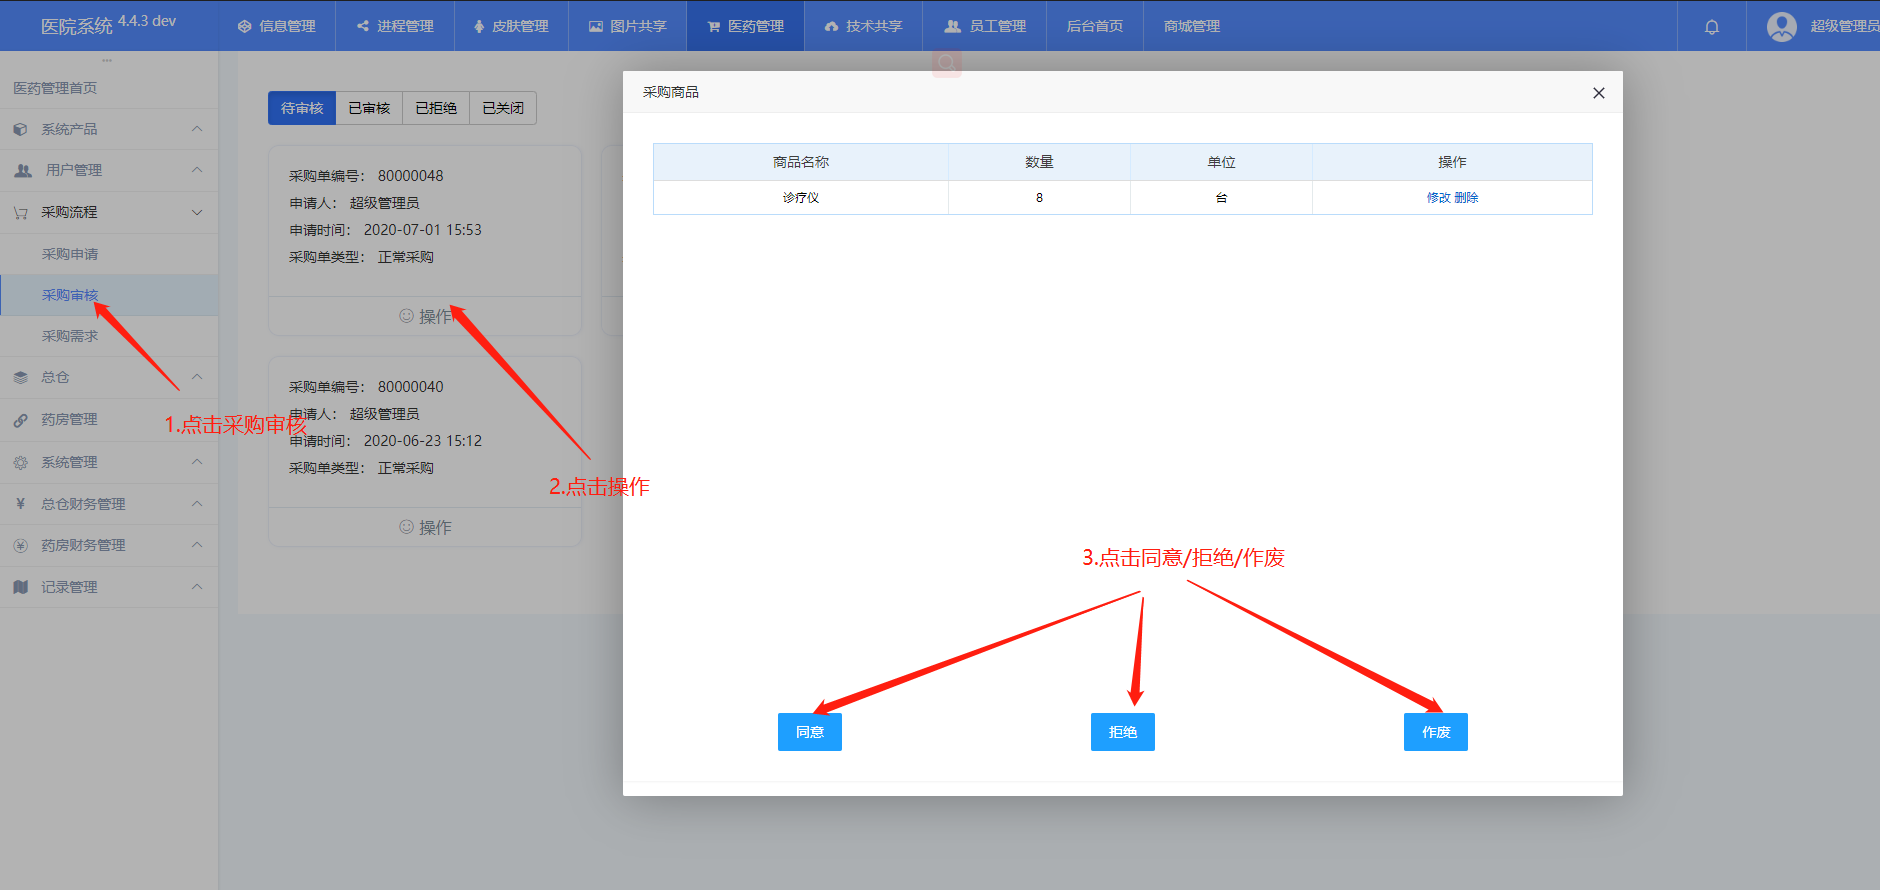 医院系统 4.4.3 dev
信息管理
进程管理
皮肤管理
图片共享
医药管理
技术共享
员工管理
后台首页
商城管理
超级管理员
医药管理首页
系统产品
用户管理
采购流程
采购申请
采购审核
采购需求
总仓
药房管理
系统管理
¥ 总仓财务管理
药房财务管理
记录管理
1.点击采购审核
待审核 已审核 已拒绝 已关闭
采购单编号： 80000048
申请人： 超级管理员
申请时间： 2020-07-01 15:53
采购单类型： 正常采购
操作
采购单编号： 80000040
申请人： 超级管理员
申请时间： 2020-06-23 15:12
采购单类型： 正常采购
操作
2.点击操作
采购商品
商品名称 数量 单位 操作
诊疗仪 8 台 修改 删除
3.点击同意/拒绝/作废
同意 拒绝 作废